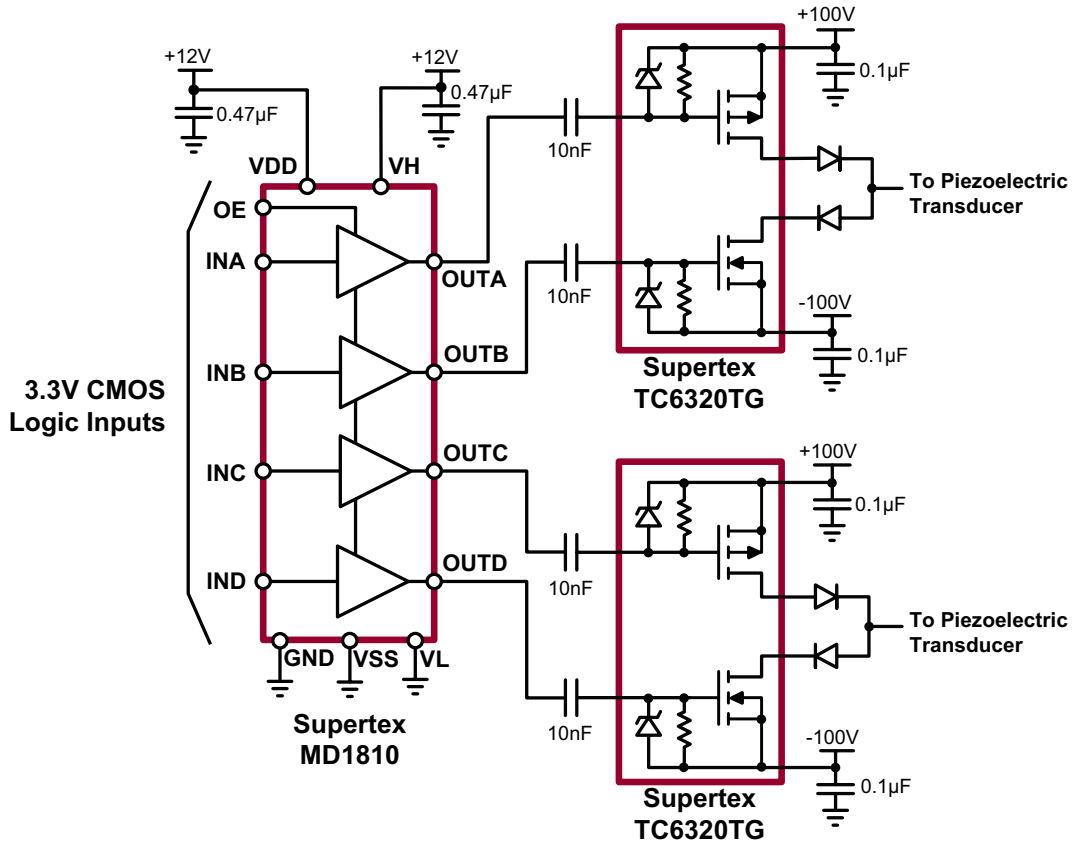 +100V
+12V
+12V
0.1µF
0.47µF
0.47µF
10nF
VDD
VH
OE
To Piezoelectric
Transducer
INA
OUTA
10nF
-100V
0.1µF
OUTB
INB
Supertex
TC6320TG
3.3V CMOS
Logic Inputs
OUTC
INC
+100V
0.1µF
OUTD
IND
10nF
To Piezoelectric
Transducer
GND
VSS
VL
10nF
Supertex
MD1810
-100V
0.1µF
Supertex
TC6320TG